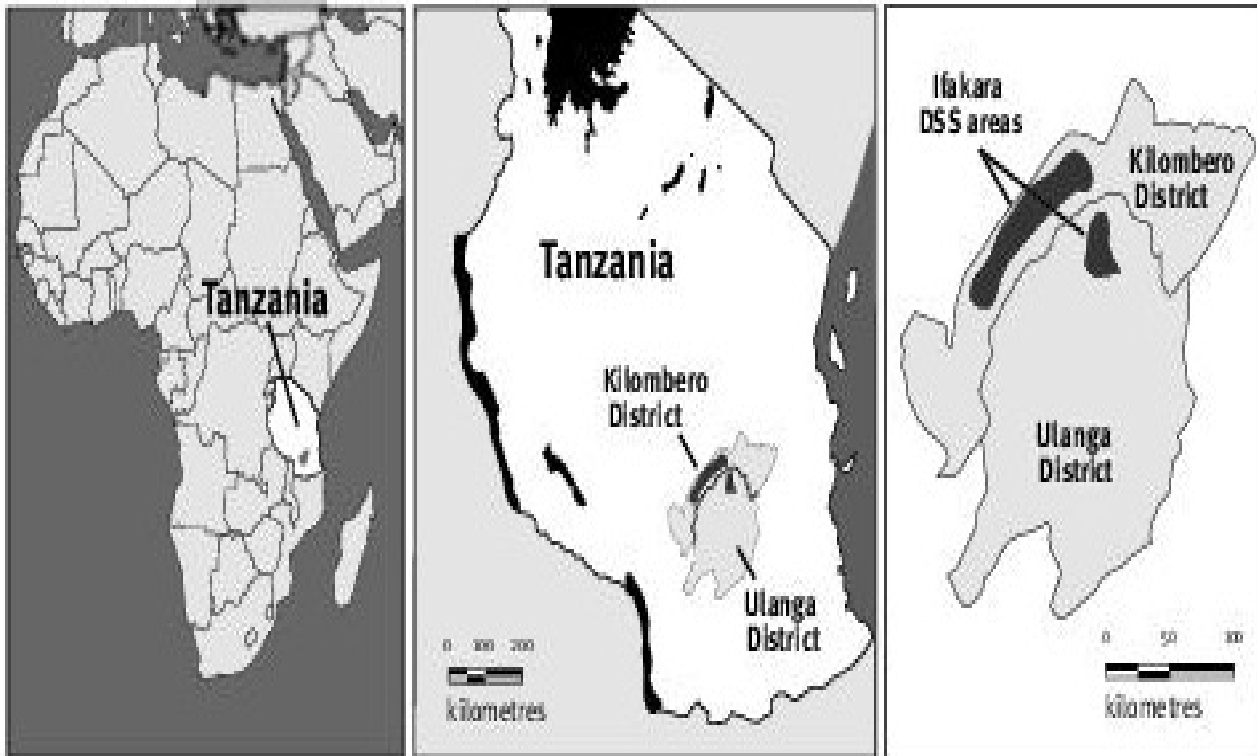 Tanzania
Tanzania
Kilombero
District
Ulanga
District
0 100 200
kilometres
Ifakara
DSS areas
Kilombero
District
Ulanga
District
0 50 100
kilometres